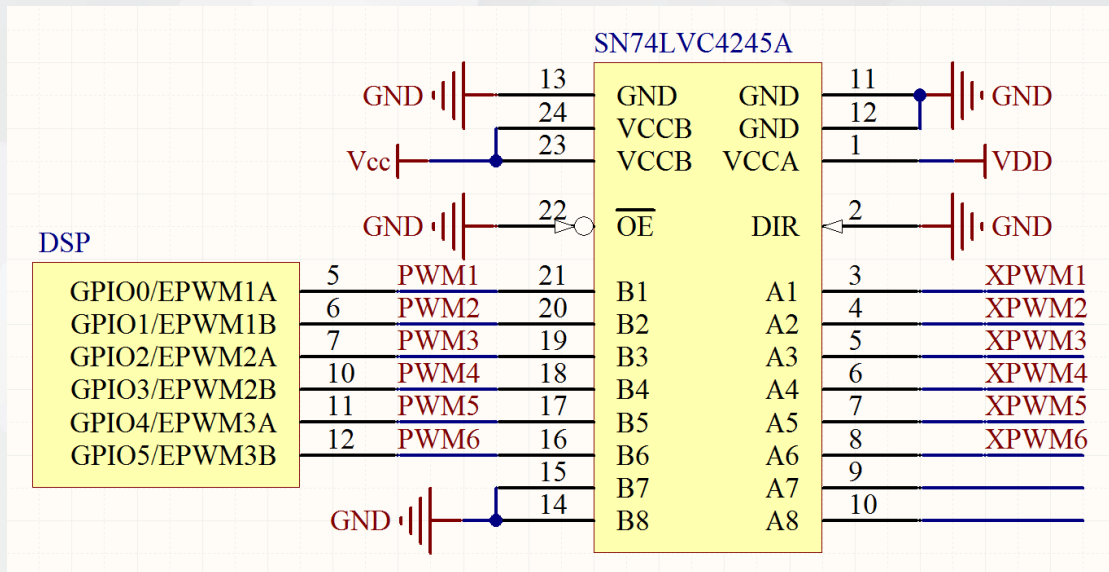 SN74LVC4245A
GND 13 GND GND 11 GND
24 VCCB GND 12
Vcc 23 VCCB VCCA 1 VDD
GND 22 OE DIR 2 GND
DSP
GPIO0/EPWM1A 5 PWM1 21 B1 A1 3 XPWM1
GPIO1/EPWM1B 6 PWM2 20 B2 A2 4 XPWM2
GPIO2/EPWM2A 7 PWM3 19 B3 A3 5 XPWM3
GPIO3/EPWM2B 10 PWM4 18 B4 A4 6 XPWM4
GPIO4/EPWM3A 11 PWM5 17 B5 A5 7 XPWM5
GPIO5/EPWM3B 12 PWM6 16 B6 A6 8 XPWM6
15 B7 A7 9
GND 14 B8 A8 10